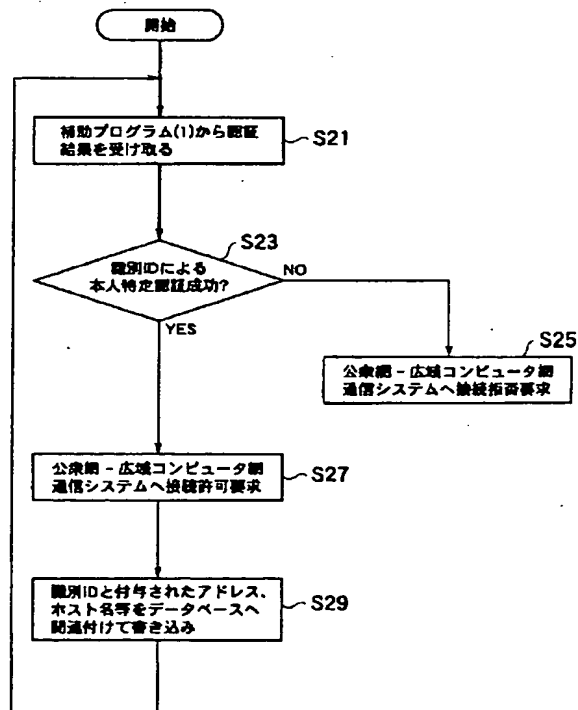 開始
補助プログラム(1)から認証
結果を受け取る
S21
S23
識別IDによる
本人特定認証成功?
NO
YES
S25
公衆網－広域コンピュータ網
通信システムへ接続拒否要求
公衆網－広域コンピュータ網
通信システムへ接続許可要求
S27
識別IDと付与されたアドレス、
ホスト名等をデータベースへ
関連付けて書き込み
S29